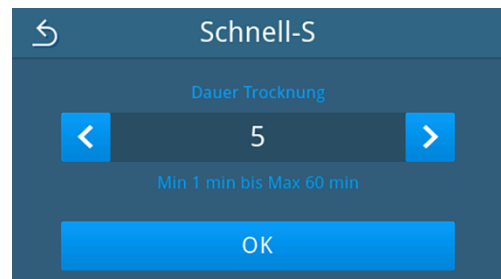 Schnell-S
Dauer Trocknung
5
Min 1 min bis Max 60 min
OK